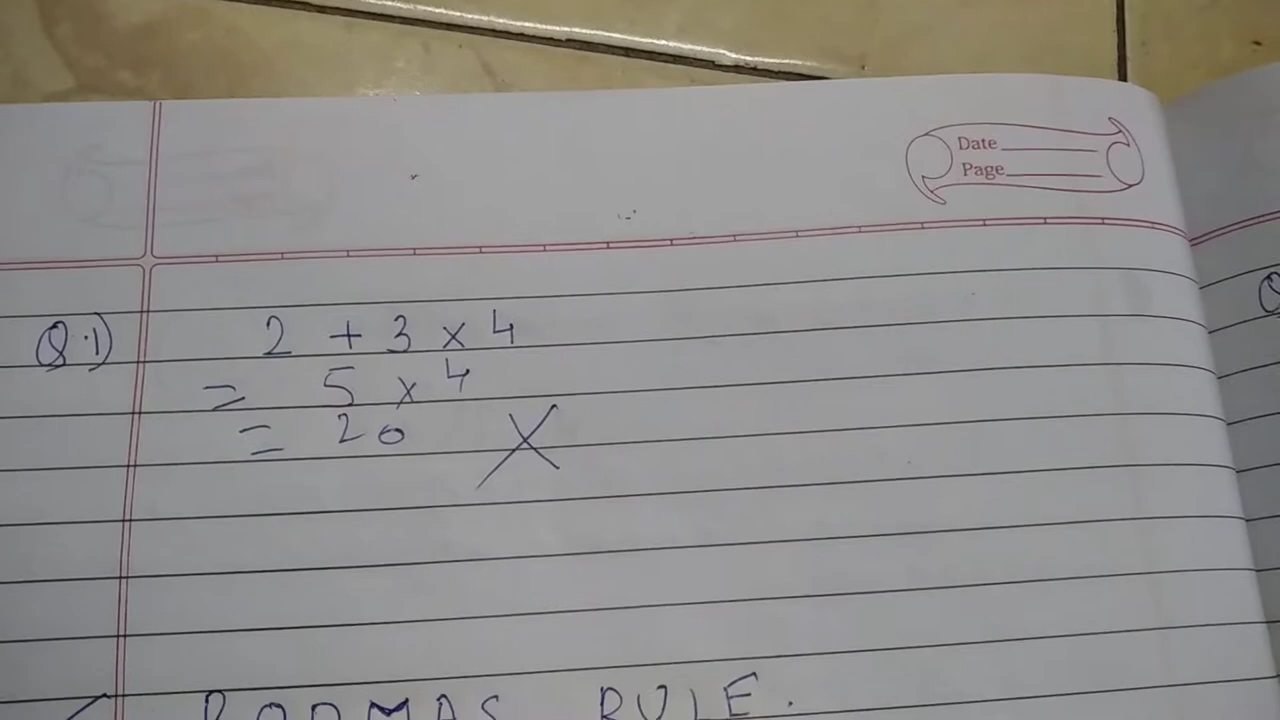 Date
Page
Q.1) 2 + 3 × 4
= 5 × 4
= 20 ×
BODMAS RULE.